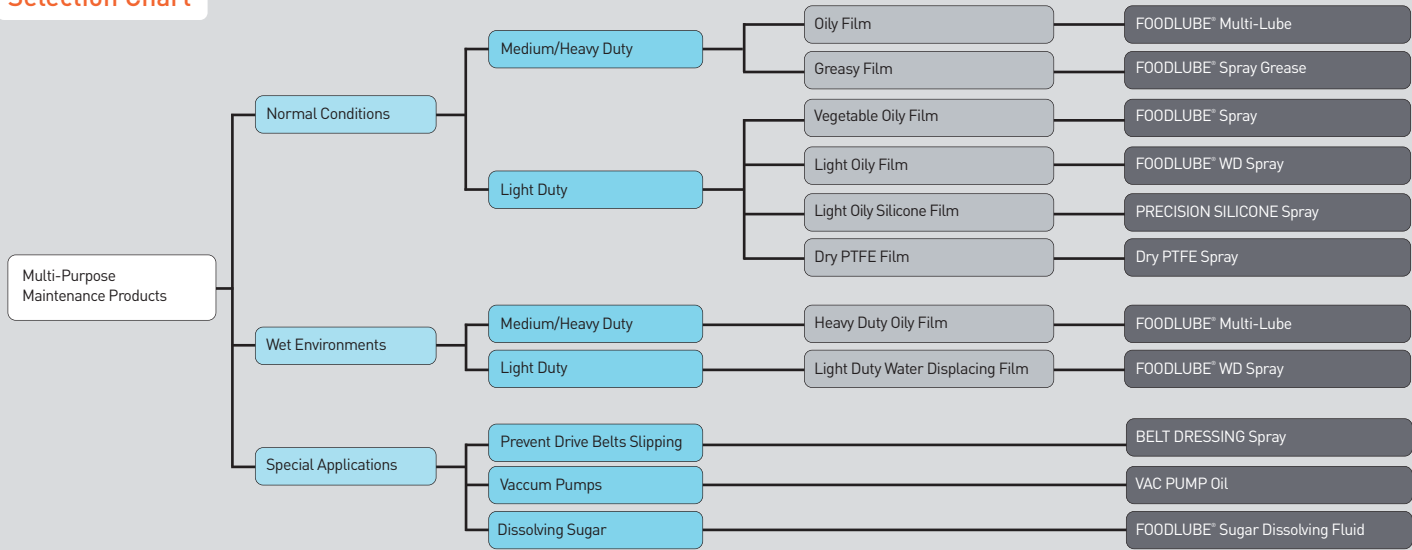 Selection Chart
Oily Film
FOODLUBE® Multi-Lube
Medium/Heavy Duty
Greasy Film
FOODLUBE® Spray Grease
Normal Conditions
Vegetable Oily Film
FOODLUBE® Spray
Light Oily Film
FOODLUBE® WD Spray
Light Duty
Light Oily Silicone Film
PRECISION SILICONE Spray
Dry PTFE Film
Dry PTFE Spray
Multi-Purpose
Maintenance Products
Medium/Heavy Duty
Heavy Duty Oily Film
FOODLUBE® Multi-Lube
Wet Environments
Light Duty
Light Duty Water Displacing Film
FOODLUBE® WD Spray
Prevent Drive Belts Slipping
BELT DRESSING Spray
Special Applications
Vaccum Pumps
VAC PUMP Oil
Dissolving Sugar
FOODLUBE® Sugar Dissolving Fluid